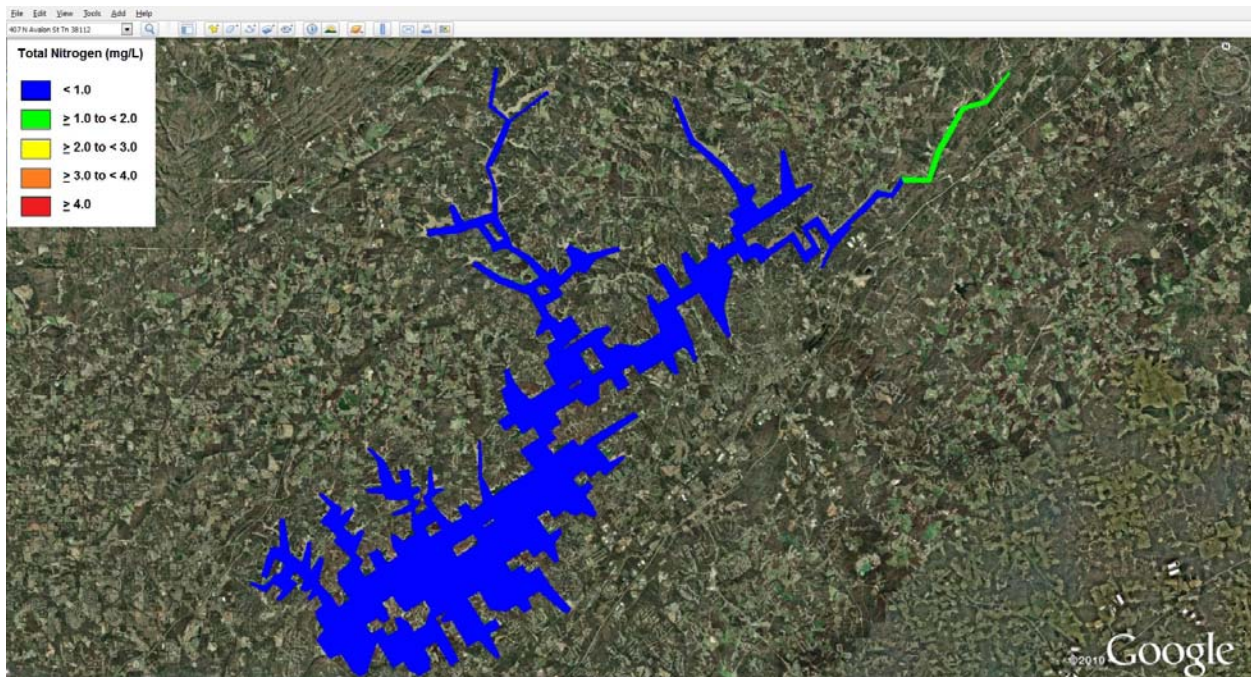 File Edit View Tools Add Help
407 N Avalon St Tn 38112
Total Nitrogen (mg/L)
< 1.0
≥ 1.0 to < 2.0
≥ 2.0 to < 3.0
≥ 3.0 to < 4.0
≥ 4.0
N
©2010 Google